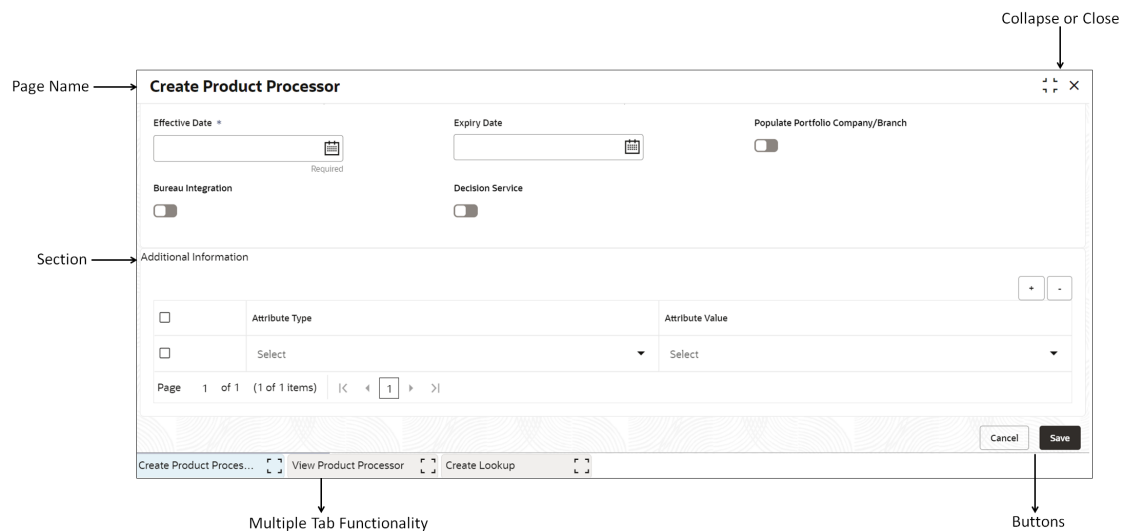 Collapse or Close
Page Name
Create Product Processor
Effective Date *
Expiry Date
Populate Portfolio Company/Branch
Required
Bureau Integration
Decision Service
Section
Additional Information
+ -
Attribute Type Attribute Value
Select Select
Page 1 of 1 (1 of 1 items) 1
Cancel Save
Create Product Proces... View Product Processor Create Lookup
Multiple Tab Functionality
Buttons